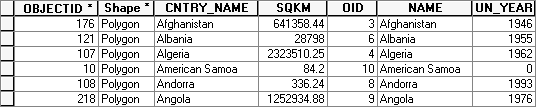 OBJECTID * Shape * CNTRY_NAME SQKM OID NAME UN_YEAR
176 Polygon Afghanistan 641358.44 3 Afghanistan 1946
121 Polygon Albania 28798 6 Albania 1955
107 Polygon Algeria 2323510.25 4 Algeria 1962
10 Polygon American Samoa 84.2 10 American Samoa 0
108 Polygon Andorra 336.24 8 Andorra 1993
218 Polygon Angola 1252934.88 9 Angola 1976